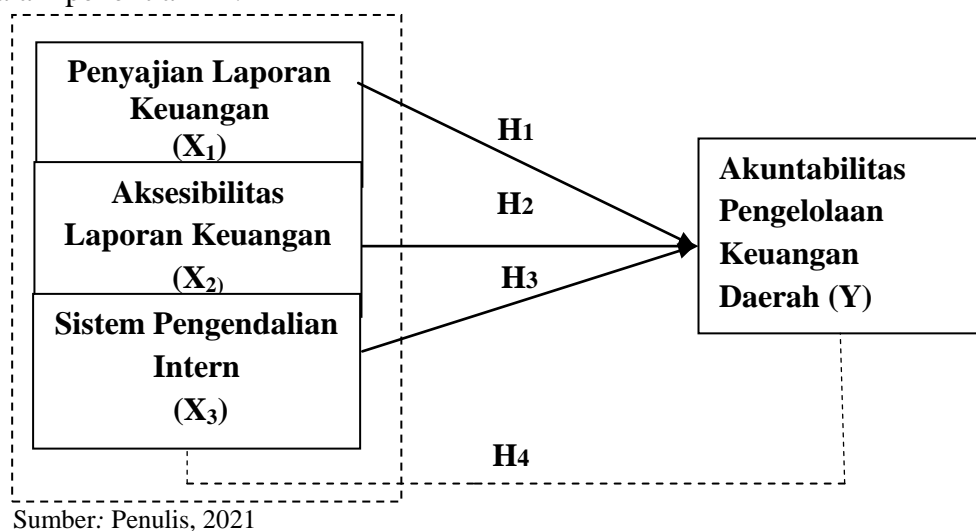 Penyajian Laporan
Keuangan
(X1)
Aksesibilitas
Laporan Keuangan
(X2)
Sistem Pengendalian
Intern
(X3)
H1
H2
H3
H4
Akuntabilitas
Pengelolaan
Keuangan
Daerah (Y)
Sumber: Penulis, 2021